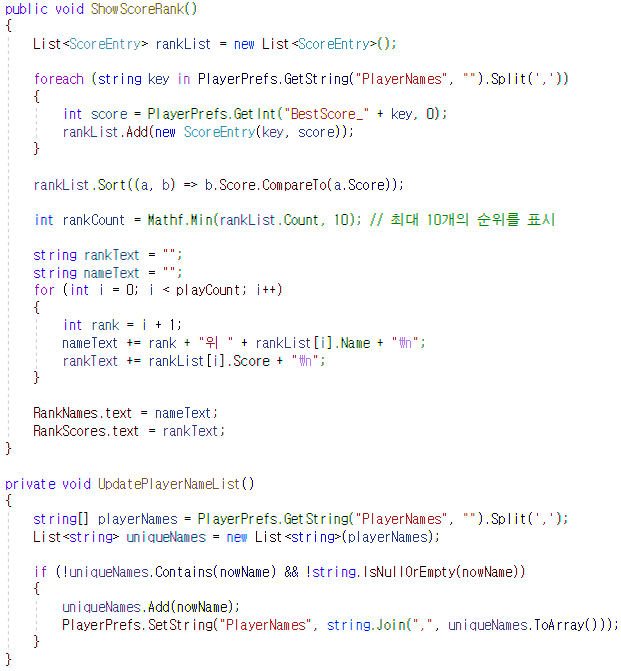 public void ShowScoreRank()
{
    List<ScoreEntry> rankList = new List<ScoreEntry>();

    foreach (string key in PlayerPrefs.GetString("PlayerNames", "").Split(','))
    {
        int score = PlayerPrefs.GetInt("BestScore_" + key, 0);
        rankList.Add(new ScoreEntry(key, score));
    }

    rankList.Sort((a, b) => b.Score.CompareTo(a.Score));

    int rankCount = Mathf.Min(rankList.Count, 10); // 최대 10개의 순위를 표시

    string rankText = "";
    string nameText = "";
    for (int i = 0; i < playCount; i++)
    {
        int rank = i + 1;
        nameText += rank + "위 " + rankList[i].Name + "₩n";
        rankText += rankList[i].Score + "₩n";
    }

    RankNames.text = nameText;
    RankScores.text = rankText;
}

private void UpdatePlayerNameList()
{
    string[] playerNames = PlayerPrefs.GetString("PlayerNames", "").Split(',');
    List<string> uniqueNames = new List<string>(playerNames);

    if (!uniqueNames.Contains(nowName) && !string.IsNullOrEmpty(nowName))
    {
        uniqueNames.Add(nowName);
        PlayerPrefs.SetString("PlayerNames", string.Join(",", uniqueNames.ToArray()));
    }
}